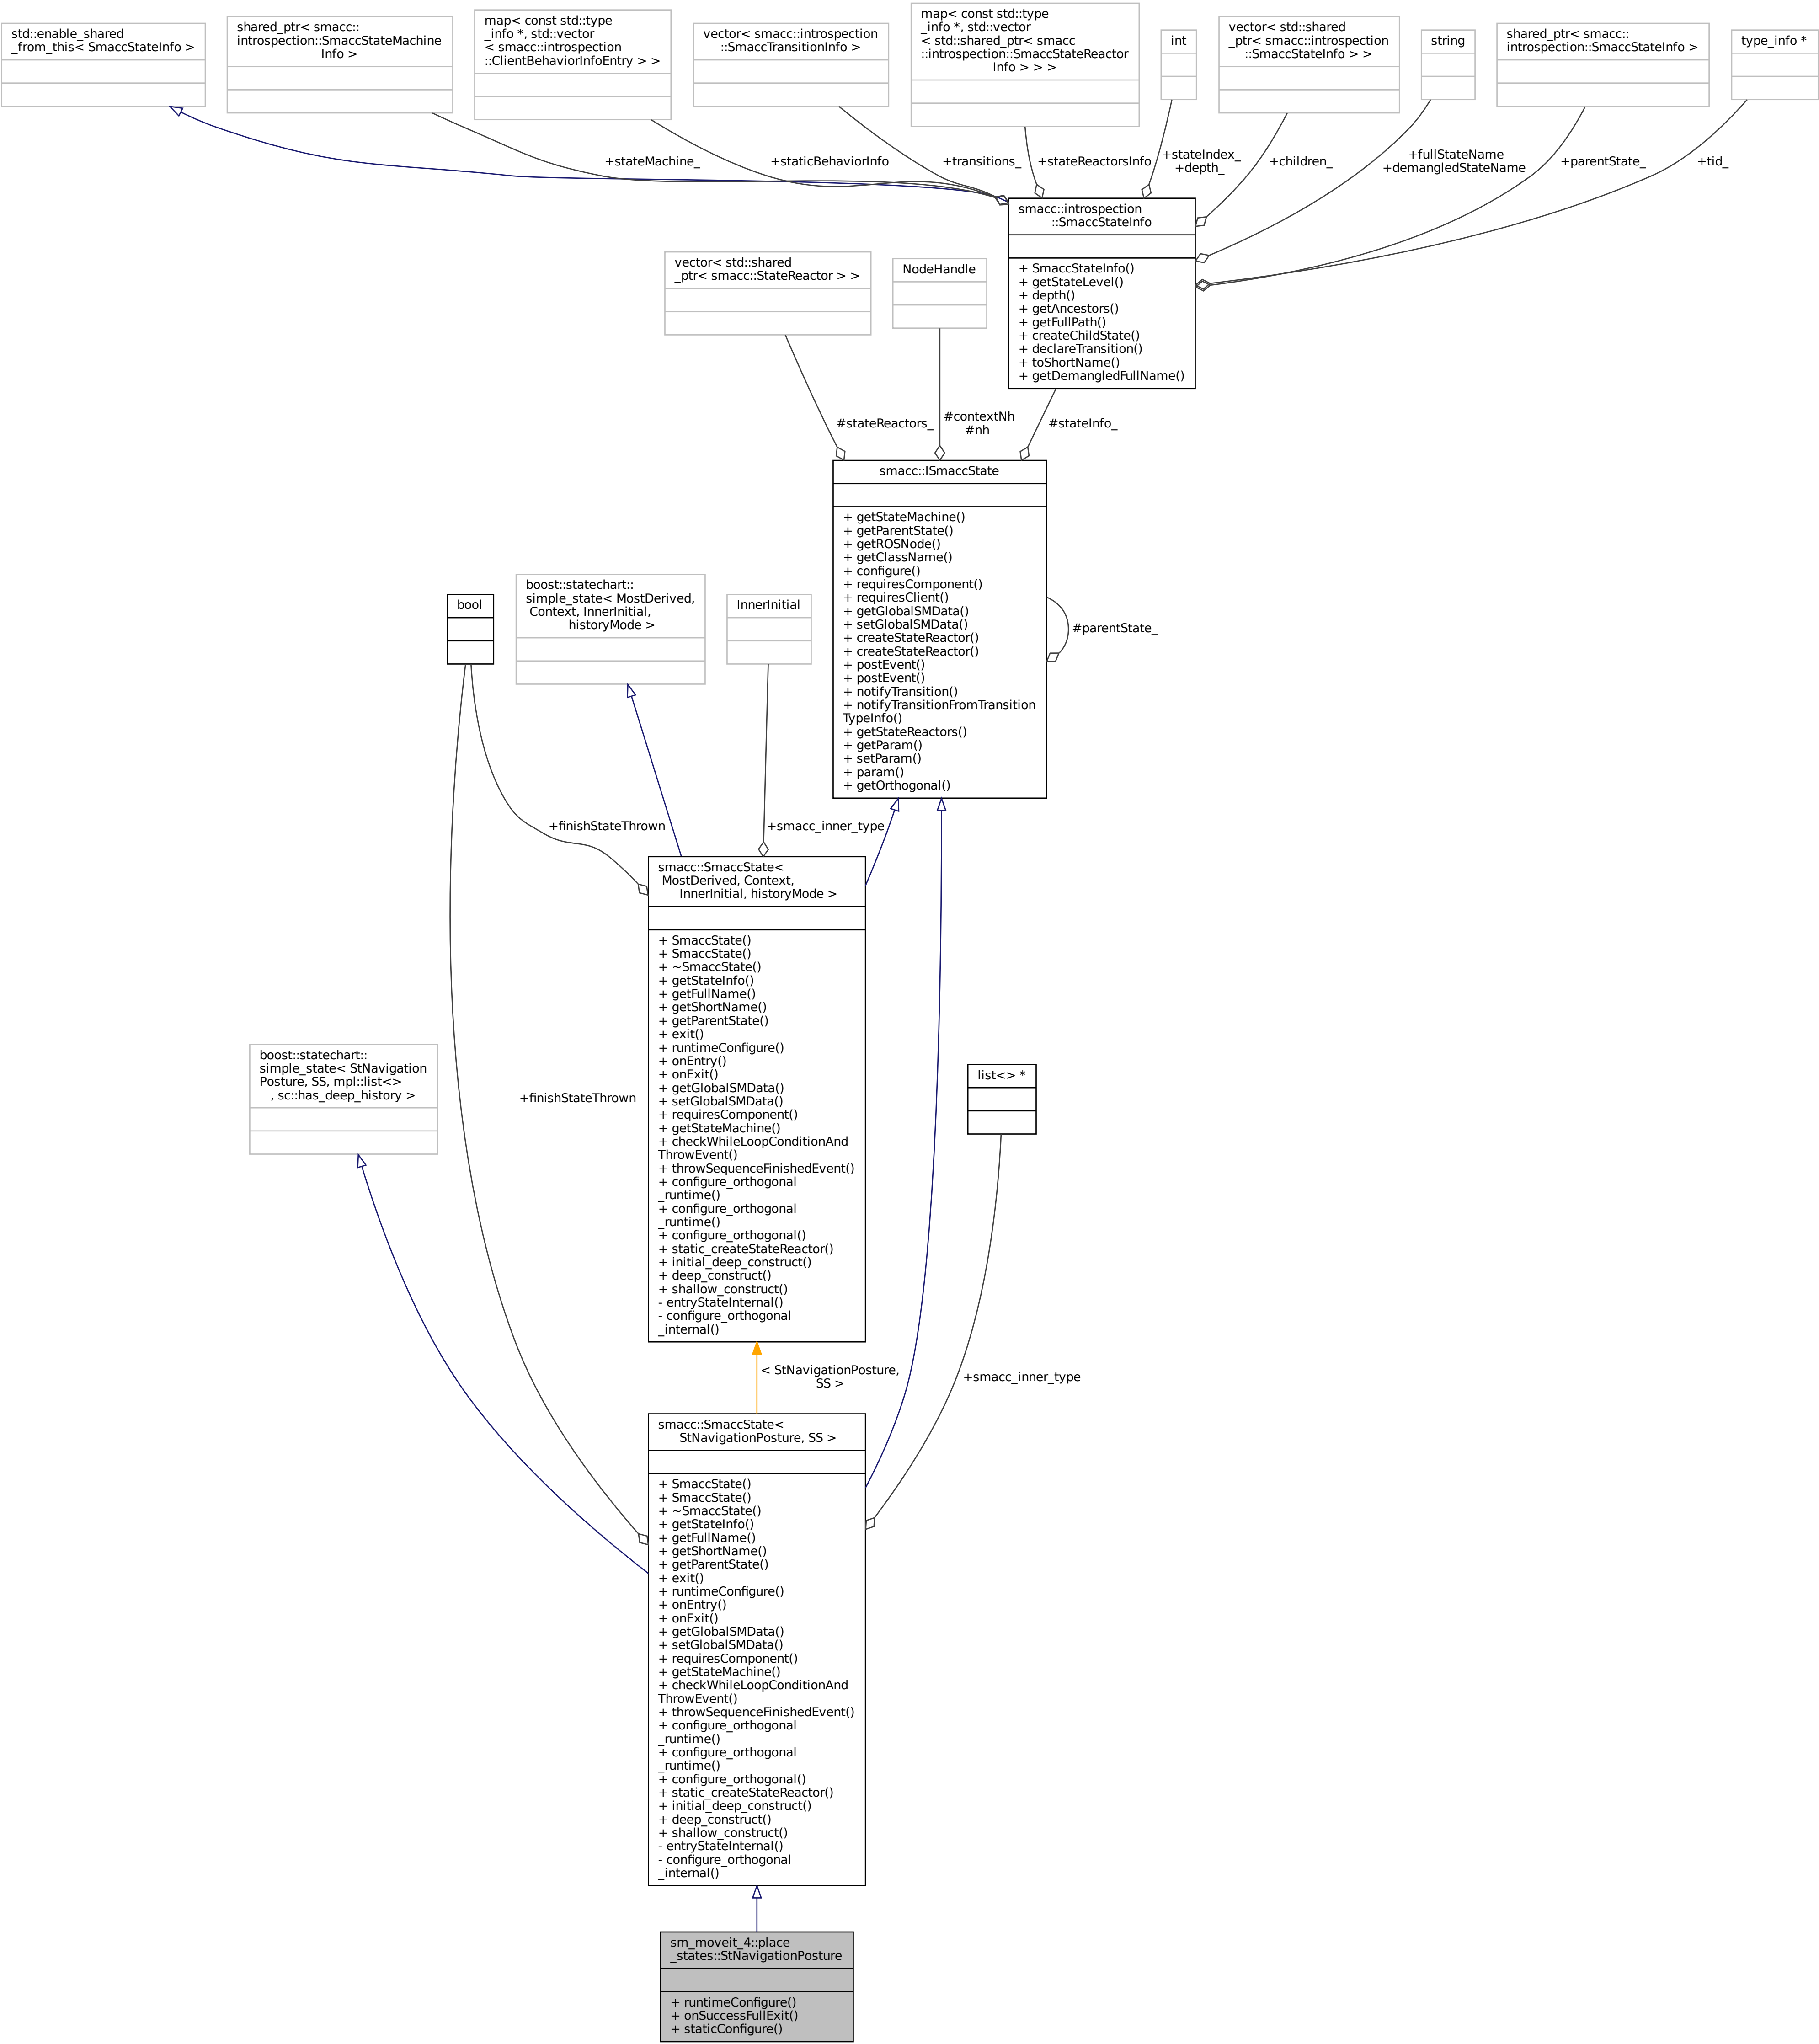 std::enable_shared
_from_this< SmaccStateInfo >
shared_ptr< smacc::
introspection::SmaccStateMachine
Info >
map< const std::type
_info *, std::vector
< smacc::introspection
::ClientBehaviorInfoEntry > >
vector< smacc::introspection
::SmaccTransitionInfo >
map< const std::type
_info *, std::vector
< std::shared_ptr< smacc
::introspection::SmaccStateReactor
Info > > >
int
vector< std::shared
_ptr< smacc::introspection
::SmaccStateInfo > >
string
shared_ptr< smacc::
introspection::SmaccStateInfo >
type_info *
+stateMachine_
+staticBehaviorInfo
+transitions_
+stateReactorsInfo
+stateIndex_
+depth_
+children_
+fullStateName
+demangledStateName
+parentState_
+tid_
smacc::introspection
::SmaccStateInfo
+ SmaccStateInfo()
+ getStateLevel()
+ depth()
+ getAncestors()
+ getFullPath()
+ createChildState()
+ declareTransition()
+ toShortName()
+ getDemangledFullName()
vector< std::shared
_ptr< smacc::StateReactor > >
NodeHandle
#stateReactors_
#contextNh
#nh
#stateInfo_
smacc::ISmaccState
+ getStateMachine()
+ getParentState()
+ getROSNode()
+ getClassName()
+ configure()
+ requiresComponent()
+ requiresClient()
+ getGlobalSMData()
+ setGlobalSMData()
+ createStateReactor()
+ createStateReactor()
+ postEvent()
+ postEvent()
+ notifyTransition()
+ notifyTransitionFromTransition
TypeInfo()
+ getStateReactors()
+ getParam()
+ setParam()
+ param()
+ getOrthogonal()
#parentState_
bool
boost::statechart::
simple_state< MostDerived,
Context, InnerInitial,
historyMode >
InnerInitial
+finishStateThrown
+smacc_inner_type
smacc::SmaccState<
MostDerived, Context,
InnerInitial, historyMode >
+ SmaccState()
+ SmaccState()
+ ~SmaccState()
+ getStateInfo()
+ getFullName()
+ getShortName()
+ getParentState()
+ exit()
+ runtimeConfigure()
+ onEntry()
+ onExit()
+ getGlobalSMData()
+ setGlobalSMData()
+ requiresComponent()
+ getStateMachine()
+ checkWhileLoopConditionAnd
ThrowEvent()
+ throwSequenceFinishedEvent()
+ configure_orthogonal
_runtime()
+ configure_orthogonal
_runtime()
+ configure_orthogonal()
+ static_createStateReactor()
+ initial_deep_construct()
+ deep_construct()
+ shallow_construct()
- entryStateInternal()
- configure_orthogonal
_internal()
boost::statechart::
simple_state< StNavigation
Posture, SS, mpl::list<>
, sc::has_deep_history >
+finishStateThrown
list<> *
< StNavigationPosture,
SS >
+smacc_inner_type
smacc::SmaccState<
StNavigationPosture, SS >
+ SmaccState()
+ SmaccState()
+ ~SmaccState()
+ getStateInfo()
+ getFullName()
+ getShortName()
+ getParentState()
+ exit()
+ runtimeConfigure()
+ onEntry()
+ onExit()
+ getGlobalSMData()
+ setGlobalSMData()
+ requiresComponent()
+ getStateMachine()
+ checkWhileLoopConditionAnd
ThrowEvent()
+ throwSequenceFinishedEvent()
+ configure_orthogonal
_runtime()
+ configure_orthogonal
_runtime()
+ configure_orthogonal()
+ static_createStateReactor()
+ initial_deep_construct()
+ deep_construct()
+ shallow_construct()
- entryStateInternal()
- configure_orthogonal
_internal()
sm_moveit_4::place
_states::StNavigationPosture
+ runtimeConfigure()
+ onSuccessFullExit()
+ staticConfigure()